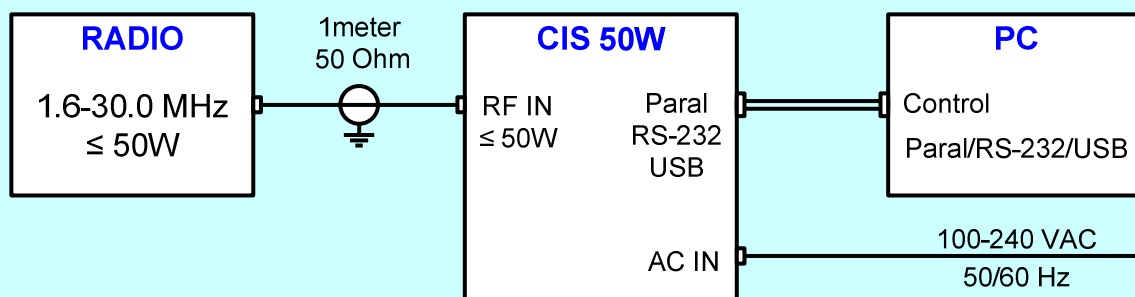 RADIO
1.6-30.0 MHz
≤ 50W
1meter
50 Ohm
CIS 50W
RF IN
≤ 50W
Paral
RS-232
USB
AC IN
PC
Control
Paral/RS-232/USB
100-240 VAC
50/60 Hz